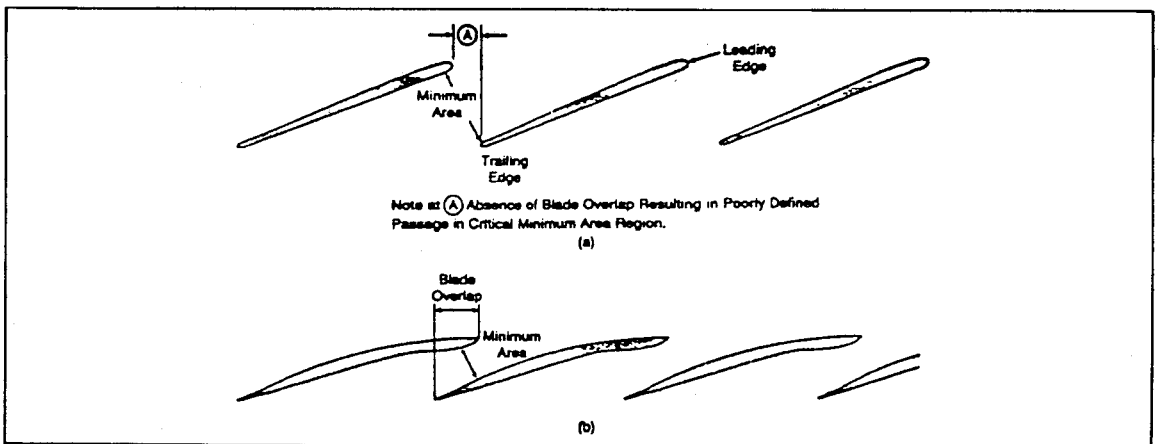 A
Leading
Edge
Minimum
Area
Trailing
Edge
Note at A Absence of Blade Overlap Resulting in Poorly Defined
Passage in Critical Minimum Area Region.
(a)
Blade
Overlap
Minimum
Area
(b)